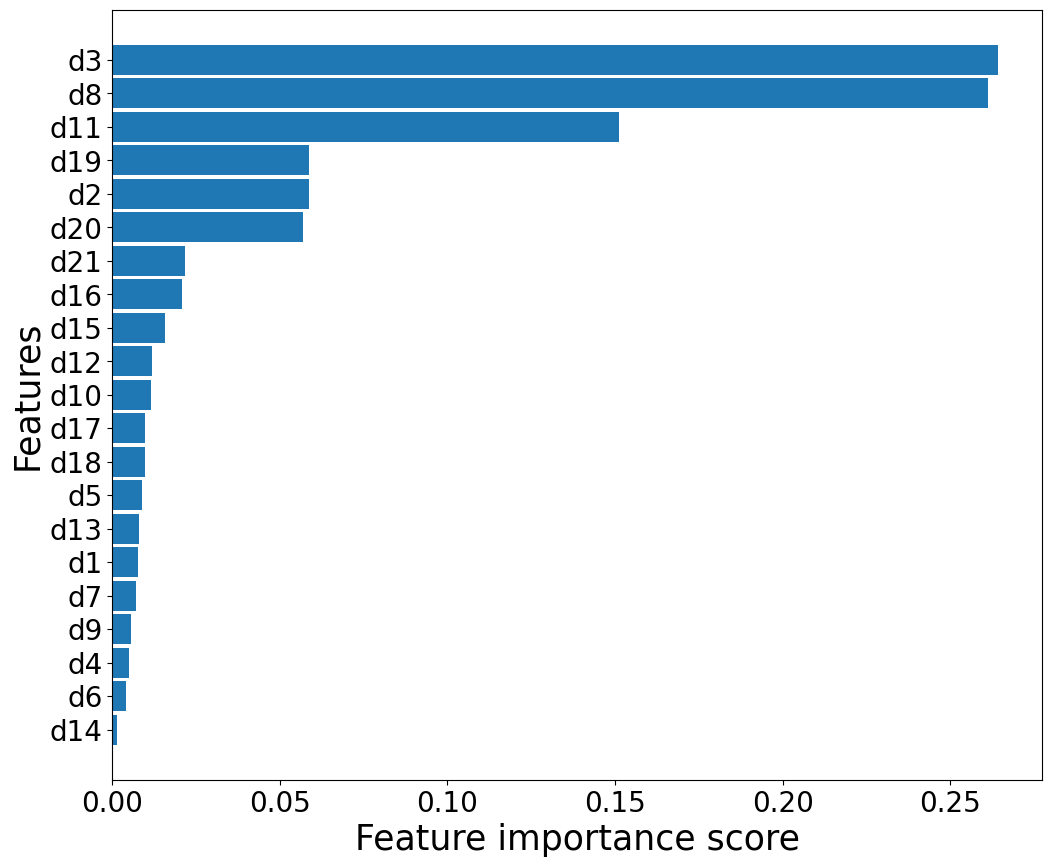 Features
d3
d8
d11
d19
d2
d20
d21
d16
d15
d12
d10
d17
d18
d5
d13
d1
d7
d9
d4
d6
d14
0.00 0.05 0.10 0.15 0.20 0.25
Feature importance score